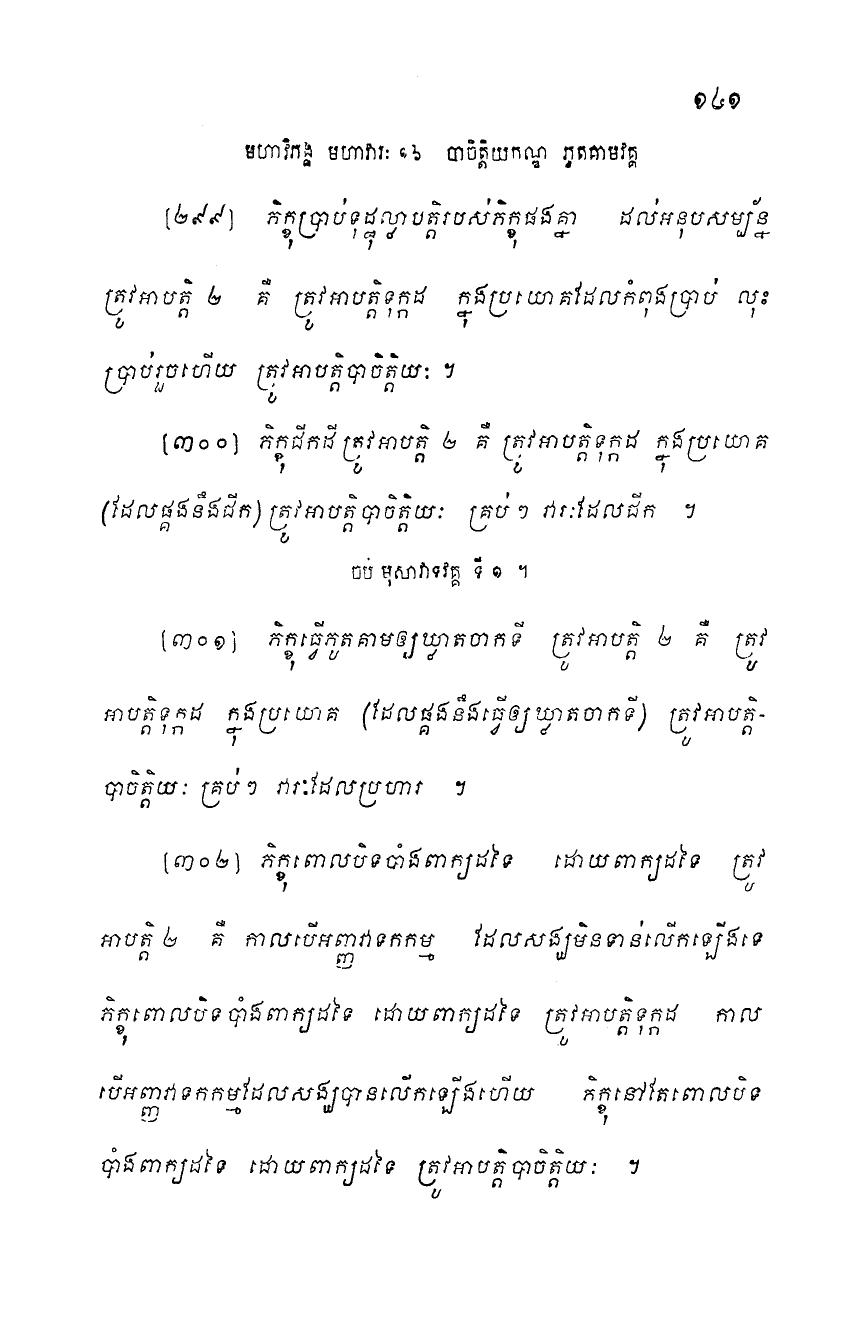 ១៤១
មហាវិភង្គ មហាវារៈ ១៦ បាចិត្តិយកណ្ឌ ភូតគាមវគ្គ
[២៩៩] ភិក្ខុប្រាប់ទុដ្ឋុល្លាបត្តិរបស់ភិក្ខុផងគ្នា ដល់អនុបសម្បន្ន័
ត្រូវអាបត្តិ ២ គឺ ត្រូវអាបត្តិទុក្កដ ក្នុងប្រយោគដែលកំពុងប្រាប់ លុះ
ប្រាប់រួចហើយ ត្រូវអាបត្តិបាចិត្តិយៈ ។
[៣០០] ភិក្ខុជីកដីត្រូវអាបត្តិ ២ គឺ ត្រូវអាបត្តិទុក្កដ ក្នុងប្រយោគ
(ដែលផ្គងនឹងជីក) ត្រូវអាបត្តិបាចិត្តិយៈ គ្រប់ៗ វារៈដែលជីក ។
ចប់ មុសាវាទវគ្គ ទី ១ ។
[៣០១] ភិក្ខុធ្វើភូតគាមឲ្យឃ្លាតចាកទី ត្រូវអាបត្តិ ២ គឺ ត្រូវ
អាបត្តិទុក្កដ ក្នុងប្រយោគ (ដែលផ្គងនឹងធ្វើឲ្យឃ្លាតចាកទី) ត្រូវអាបត្តិ-
បាចិត្តិយៈ គ្រប់ៗ វារៈដែលប្រហារ ។
[៣០២] ភិក្ខុពោលបិទបាំងពាក្យដទៃ ដោយពាក្យដទៃ ត្រូវ
អាបត្តិ ២ គឺ កាលបើអញ្ញវាទកកម្ម ដែលសង្ឃមិនទាន់លើកឡើងទេ
ភិក្ខុពោលបិទបាំងពាក្យដទៃ ដោយពាក្យដទៃ ត្រូវអាបត្តិទុក្កដ កាល
បើអញ្ញវាទកកម្មដែលសង្ឃបានលើកឡើងហើយ ភិក្ខុនៅតែពោលបិទ
បាំងពាក្យដទៃ ដោយពាក្យដទៃ ត្រូវអាបត្តិបាចិត្តិយៈ ។